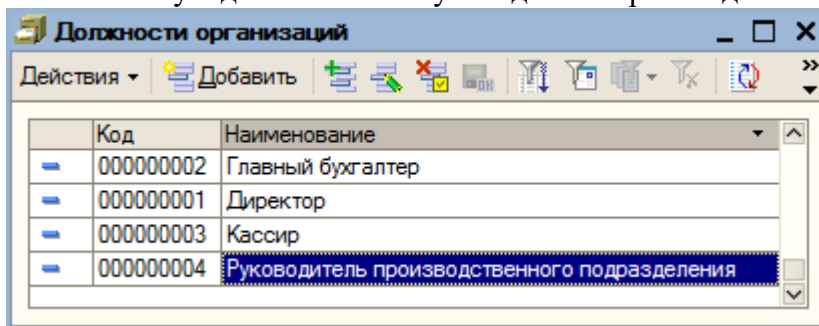 Должности организаций
Действия Добавить
Код Наименование
000000002 Главный бухгалтер
000000001 Директор
000000003 Кассир
000000004 Руководитель производственного подразделения